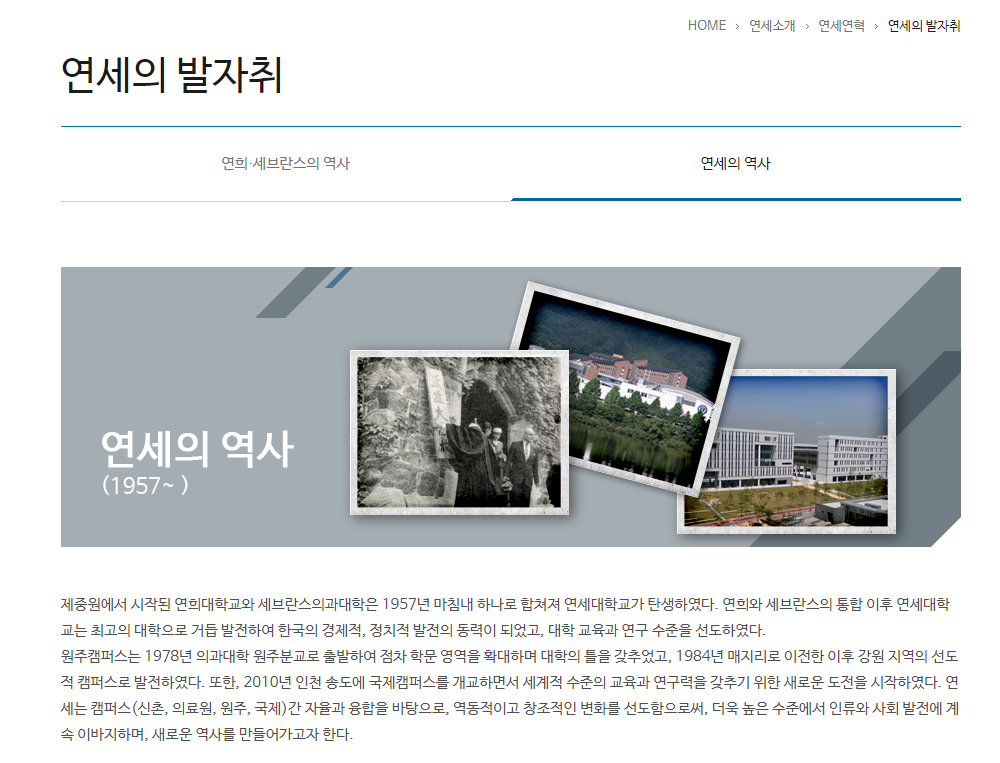 HOME > 연세소개 > 연세연혁 > 연세의 발자취
연세의 발자취
연희·세브란스의 역사
연세의 역사
연세의 역사
(1957~ )
제중원에서 시작된 연희대학교와 세브란스의과대학은 1957년 마침내 하나로 합쳐져 연세대학교가 탄생하였다. 연희와 세브란스의 통합 이후 연세대학
교는 최고의 대학으로 거듭 발전하여 한국의 경제적, 정치적 발전의 동력이 되었고, 대학 교육과 연구 수준을 선도하였다.
원주캠퍼스는 1978년 의과대학 원주분교로 출발하여 점차 학문 영역을 확대하며 대학의 틀을 갖추었고, 1984년 매지리로 이전한 이후 강원 지역의 선도
적 캠퍼스로 발전하였다. 또한, 2010년 인천 송도에 국제캠퍼스를 개교하면서 세계적 수준의 교육과 연구력을 갖추기 위한 새로운 도전을 시작하였다. 연
세는 캠퍼스(신촌, 의료원, 원주, 국제)간 자율과 융합을 바탕으로, 역동적이고 창조적인 변화를 선도함으로써, 더욱 높은 수준에서 인류와 사회 발전에 계
속 이바지하며, 새로운 역사를 만들어가고자 한다.